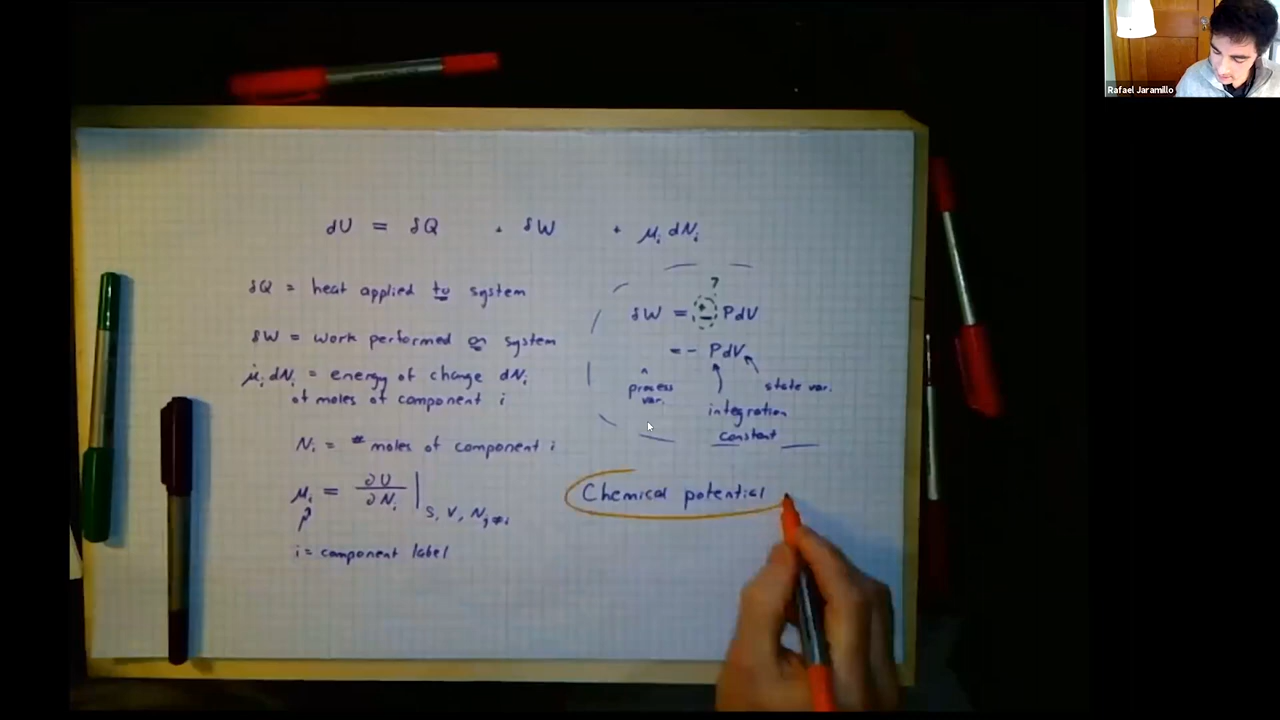 Rafael Jaramillo
dU = δQ + δW + μi dNi
δQ = heat applied to system
δW = work performed on system
μi dNi = energy of change dNi
of moles of component i
Ni = # moles of component i
μi = ∂U/∂Ni | S, V, Nj≠i
i = component label
?
δW = ± PdV
= - PdV
process
var.
state var.
integration
constant
Chemical potential